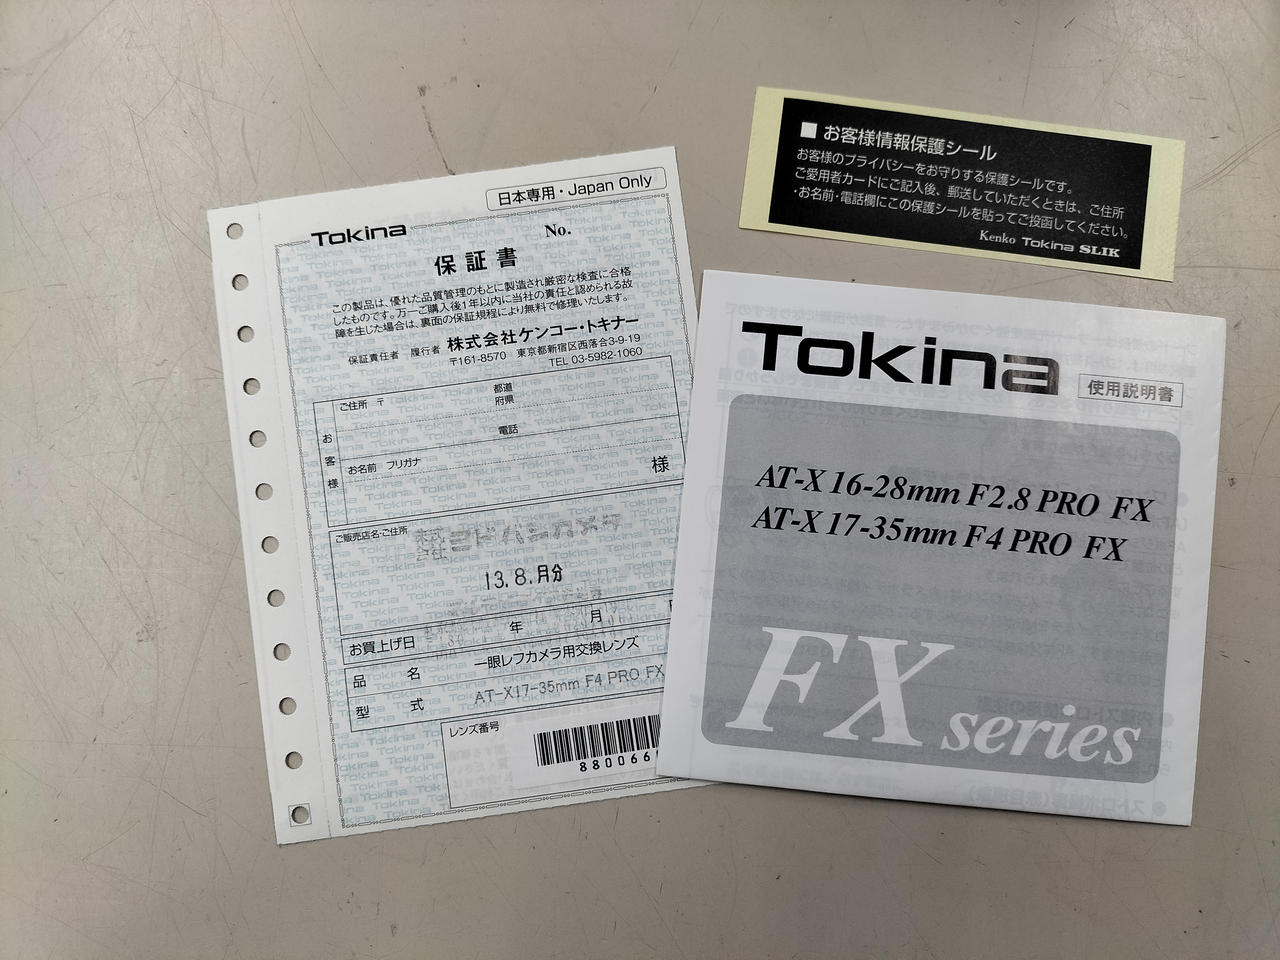 日本専用・Japan Only
Tokina
No.
保証書
この製品は、優れた品質管理のもとに製造され厳密な検査に合格
したものです。万一ご購入後1年以内に当社の責任と認められる故
障を生じた場合は、裏面の保証規程により無料で修理いたします。
保証責任者 履行者 株式会社ケンコー・トキナー
〒161-8570 東京都新宿区西落合3-9-19
TEL 03-5982-1060
お客様
ご住所 〒
都道
府県
電話
お名前 フリガナ
様
ご販売店名・ご住所
株式
会社 ヨドバシカメラ
13.8.月分
お買上げ日 年 月
品名 一眼レフカメラ用交換レンズ
型式 AT-X17-35mm F4 PRO FX
レンズ番号
880066
■お客様情報保護シール
お客様のプライバシーをお守りする保護シールです。
ご愛用者カードにご記入後、郵送していただくときは、ご住所
・お名前・電話欄にこの保護シールを貼ってご投函してください。
Kenko Tokina SLIK
Tokina
使用説明書
AT-X 16-28mm F2.8 PRO FX
AT-X 17-35mm F4 PRO FX
FX series